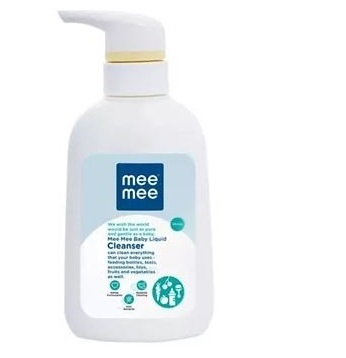 mee
mee
We wish the world
would be just as pure
and gentle as a baby.
Mee Mee Baby Liquid
Cleanser
can clean everything
that your baby uses -
feeding bottles, teats,
accessories, toys,
fruits and vegetables
as well.